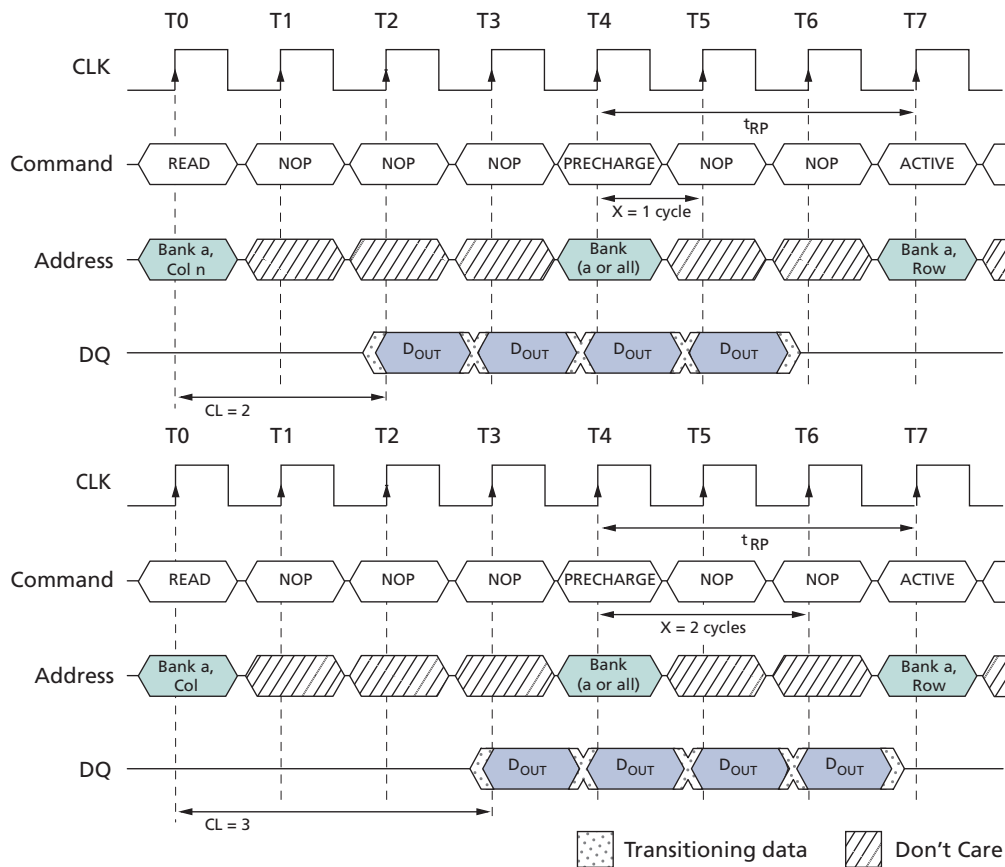 T0 T1 T2 T3 T4 T5 T6 T7
CLK
tRP
Command READ NOP NOP NOP PRECHARGE NOP NOP ACTIVE
X = 1 cycle
Address Bank a, Col n Bank (a or all) Bank a, Row
DQ DOUT DOUT DOUT DOUT
CL = 2
T0 T1 T2 T3 T4 T5 T6 T7
CLK
tRP
Command READ NOP NOP NOP PRECHARGE NOP NOP ACTIVE
X = 2 cycles
Address Bank a, Col Bank (a or all) Bank a, Row
DQ DOUT DOUT DOUT DOUT
CL = 3
Transitioning data Don't Care